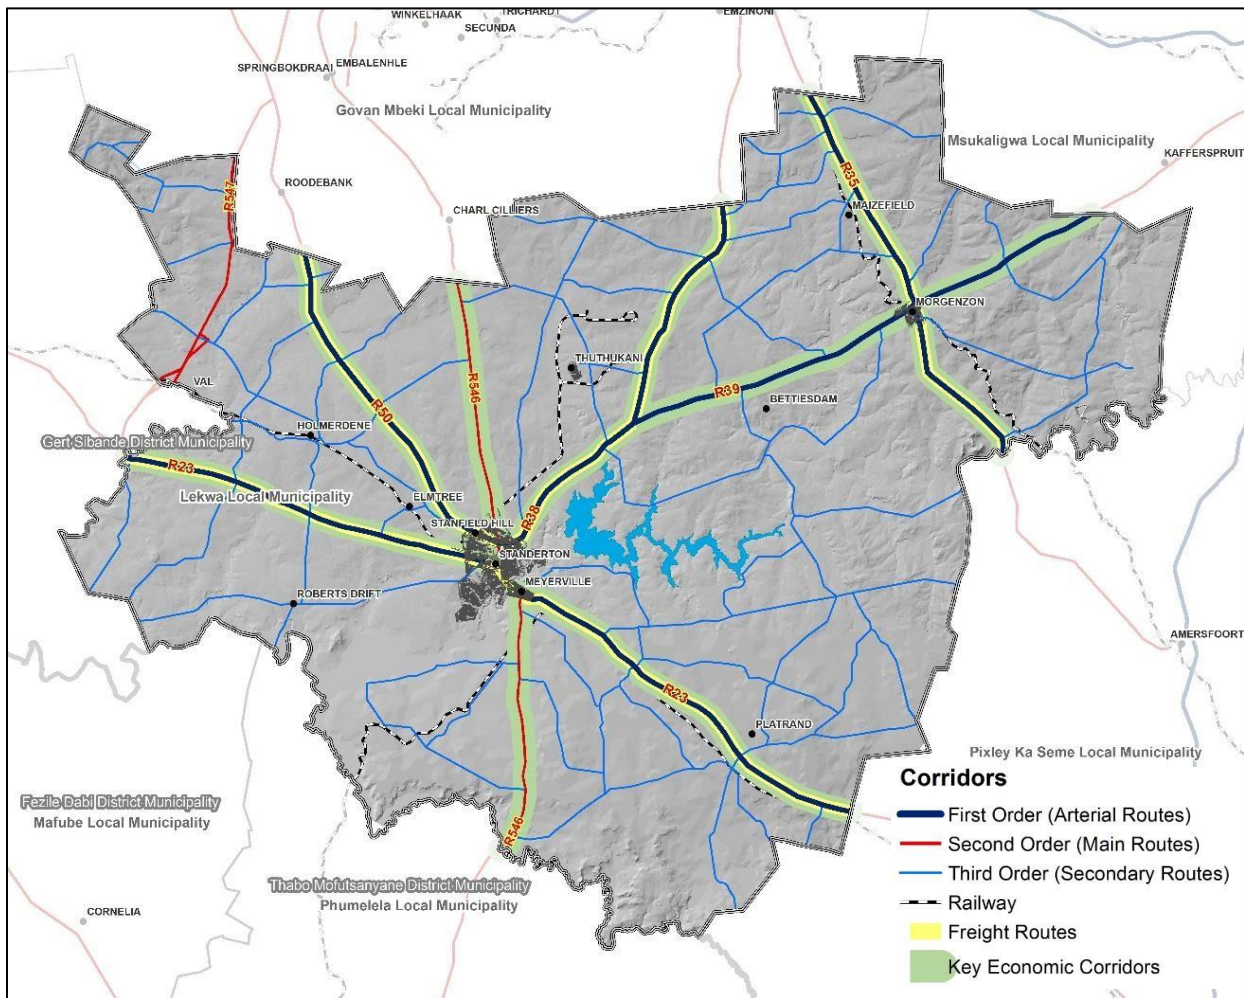 WINKELHAAK
TRICHARDT
EMZINONI
SECUNDA
SPRINGBOKDRAAI
EMBALENHLE
Govan Mbeki Local Municipality
Msukaligwa Local Municipality
KAFFERSPRUIT
R35
ROODEBANK
R547
MAIZEFIELD
CHARL CILLIERS
MORGENZON
THUTHUKANI
VAL
R546
R39
BETTIESDAM
R50
HOLMERDENE
Gert Sibande District Municipality
R23
Lekwa Local Municipality
ELMTREE
STANFIELD HILL
R38
STANDERTON
MEYERVILLE
ROBERTS DRIFT
AMERSFOORT
R23
PLATRAND
Pixley Ka Seme Local Municipality
Fezile Dabi District Municipality
Mafube Local Municipality
R546
Thabo Mofutsanyane District Municipality
Phumelela Local Municipality
CORNELIA
Corridors
First Order (Arterial Routes)
Second Order (Main Routes)
Third Order (Secondary Routes)
Railway
Freight Routes
Key Economic Corridors